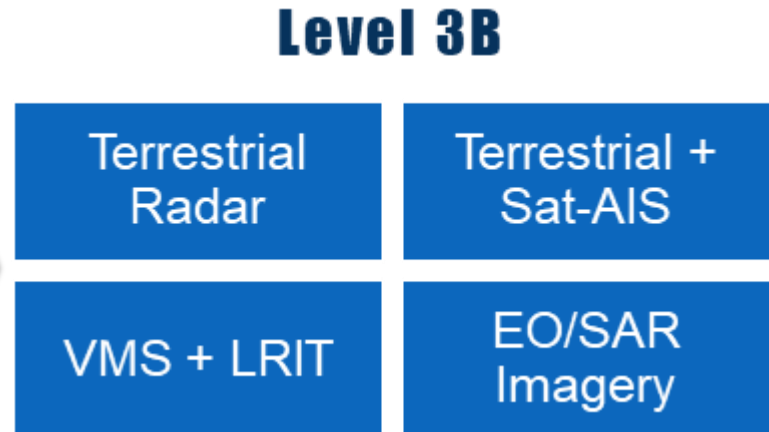 Level 3B
Terrestrial
Radar
Terrestrial +
Sat-AIS
VMS + LRIT
EO/SAR
Imagery